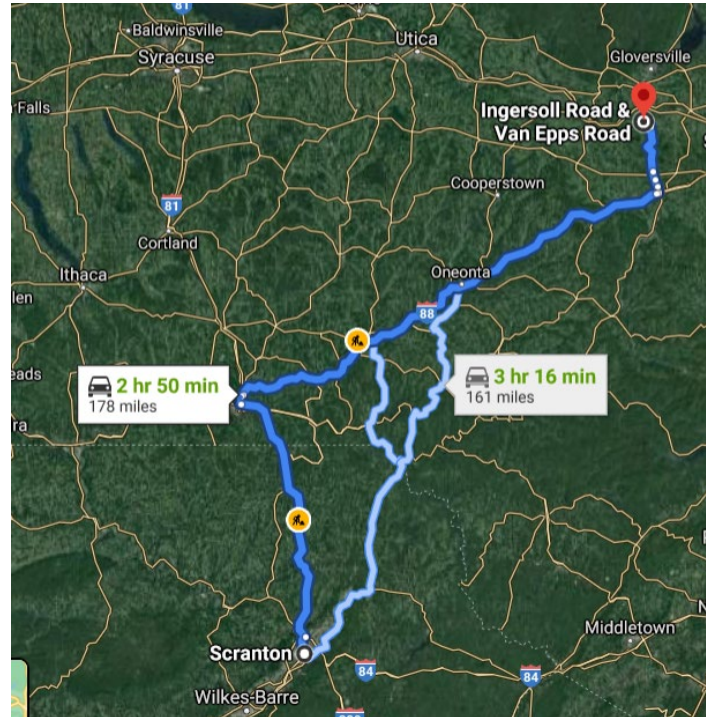 81
Baldwinsville
Syracuse
Utica
Gloversville
Falls
Ingersoll Road &
Van Epps Road
Cooperstown
81
Cortland
Ithaca
Oneonta
88
2 hr 50 min
178 miles
3 hr 16 min
161 miles
Scranton
Middletown
84
84
Wilkes-Barre